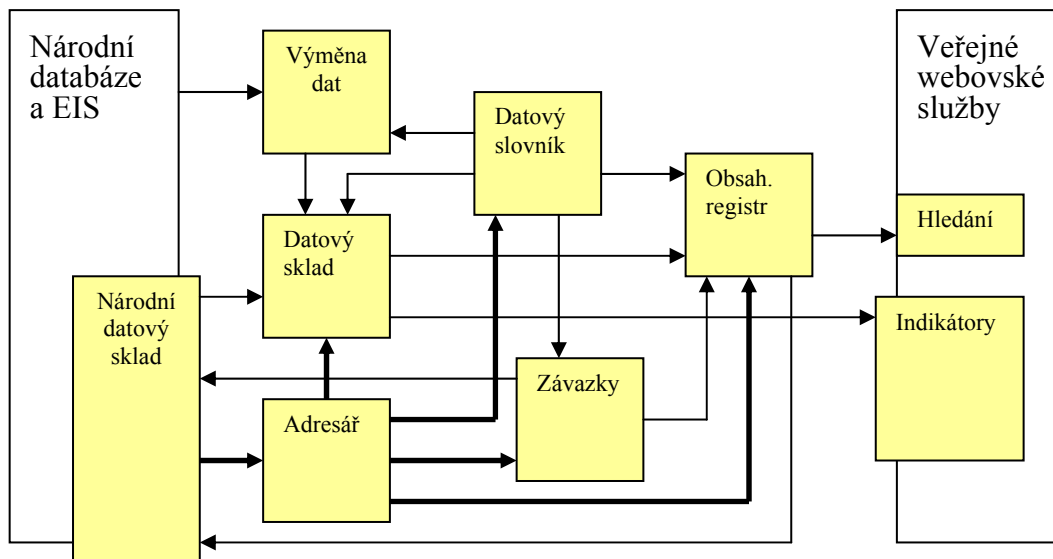 Národní
databáze
a EIS
Výměna
dat
Datový
slovník
Obsah.
registr
Veřejné
webovské
služby
Hledání
Datový
sklad
Národní
datový
sklad
Indikátory
Závazky
Adresář